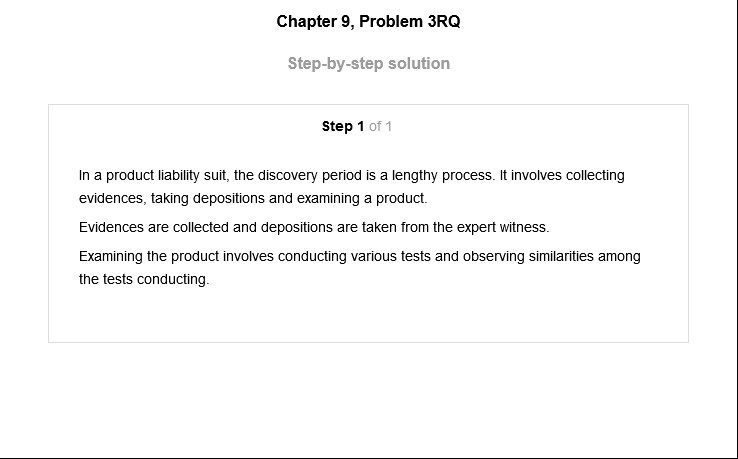 Chapter 9, Problem 3RQ
Step-by-step solution
Step 1 of 1
In a product liability suit, the discovery period is a lengthy process. It involves collecting
evidences, taking depositions and examining a product.
Evidences are collected and depositions are taken from the expert witness.
Examining the product involves conducting various tests and observing similarities among
the tests conducting.